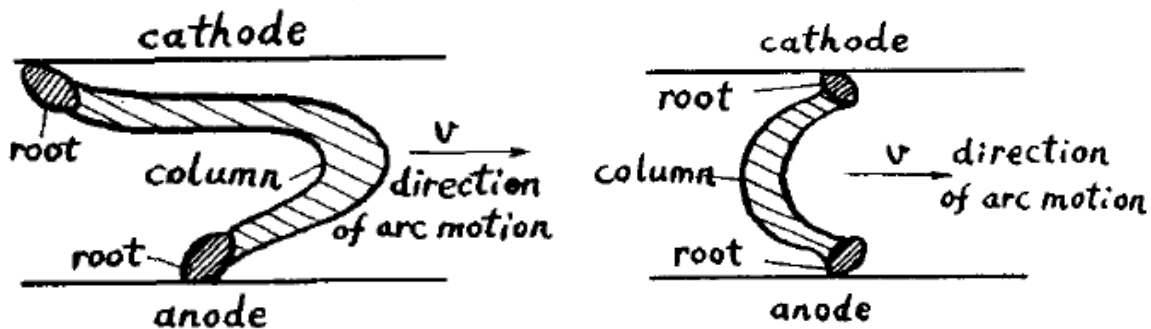 cathode
root
column
v
direction
of arc motion
root
anode
cathode
root
column
v
direction
of arc motion
root
anode